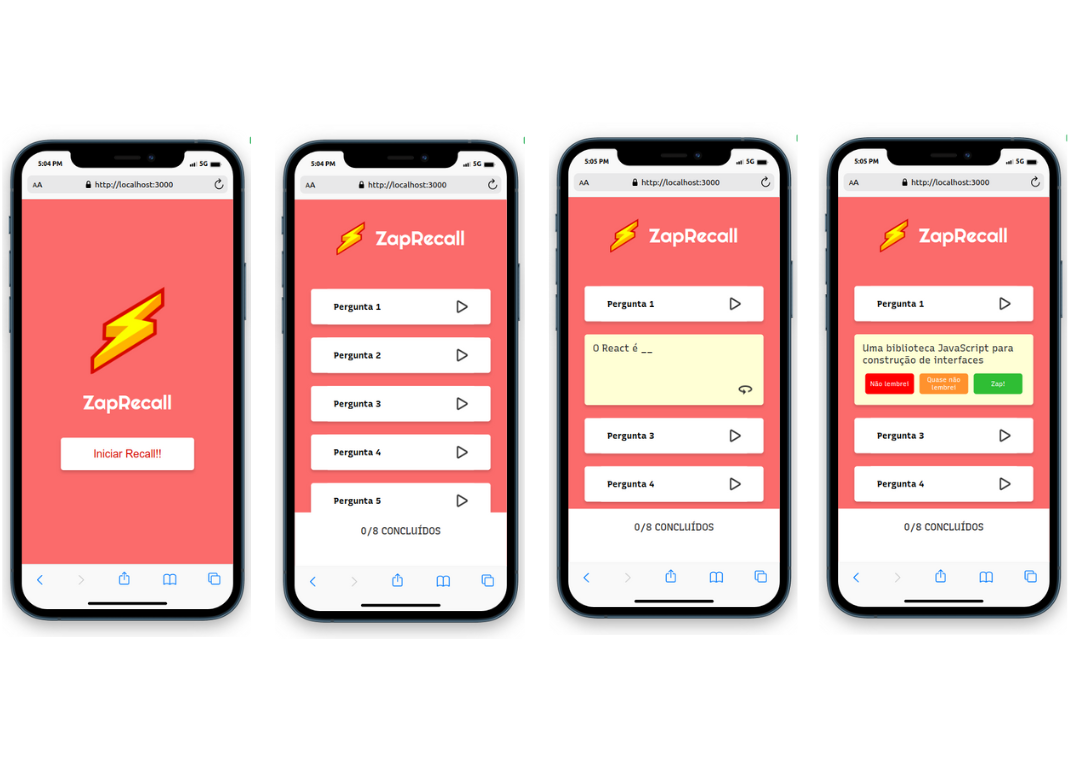 5:04 PM
5G
AA
http://localhost:3000
ZapRecall
Iniciar Recall!!
5:04 PM
5G
AA
http://localhost:3000
ZapRecall
Pergunta 1
Pergunta 2
Pergunta 3
Pergunta 4
Pergunta 5
0/8 CONCLUÍDOS
5:05 PM
5G
AA
http://localhost:3000
ZapRecall
Pergunta 1
O React é __
Pergunta 3
Pergunta 4
0/8 CONCLUÍDOS
5:05 PM
5G
AA
http://localhost:3000
ZapRecall
Pergunta 1
Uma biblioteca JavaScript para
construção de interfaces
Não lembrei
Quase não
lembrei
Zap!
Pergunta 3
Pergunta 4
0/8 CONCLUÍDOS